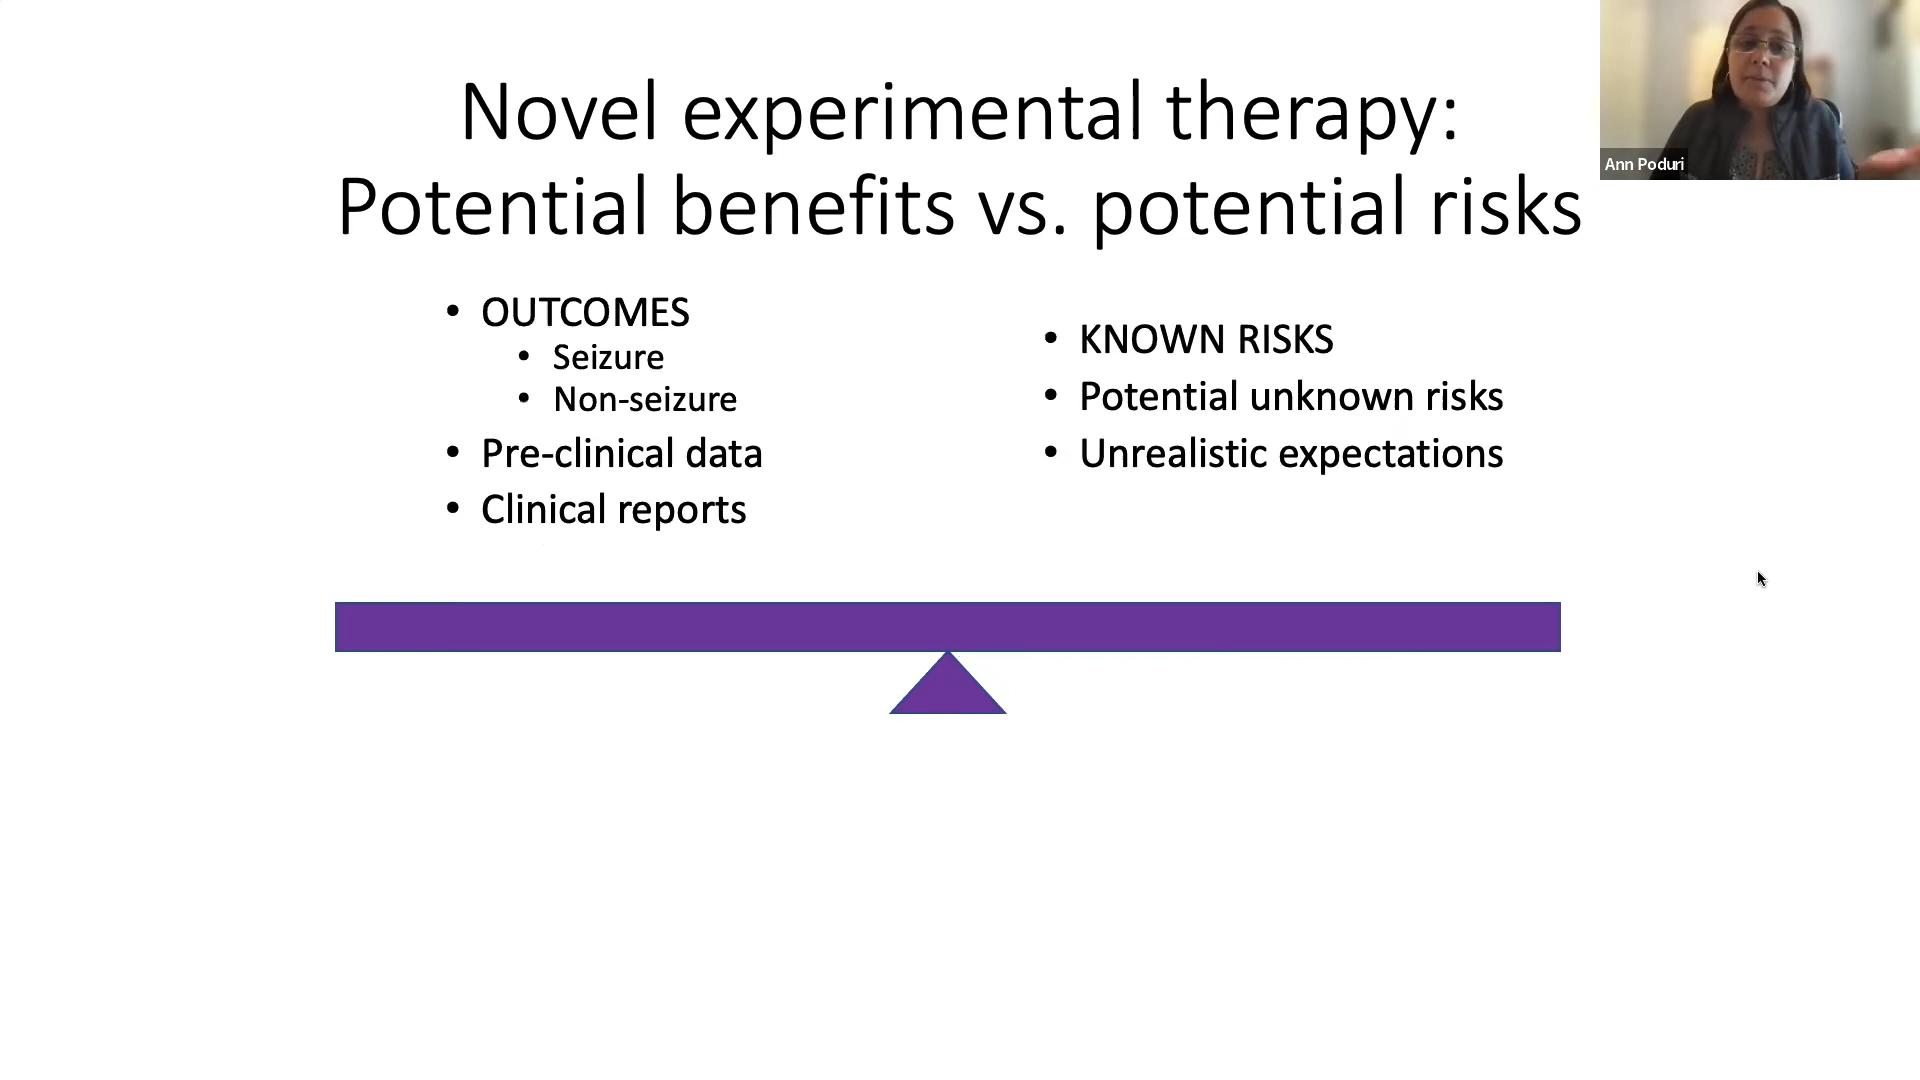 Novel experimental therapy:
Potential benefits vs. potential risks
Ann Poduri
• OUTCOMES
• Seizure
• Non-seizure
• Pre-clinical data
• Clinical reports
• KNOWN RISKS
• Potential unknown risks
• Unrealistic expectations